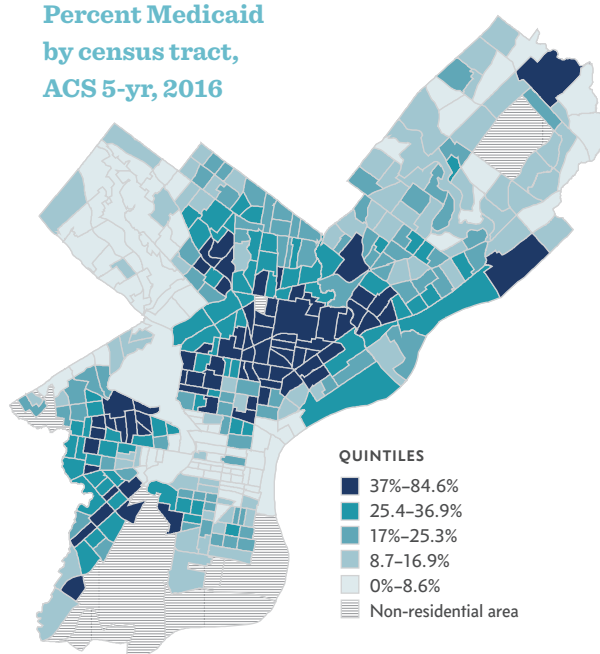 Percent Medicaid
by census tract,
ACS 5-yr, 2016
QUINTILES
37%–84.6%
25.4–36.9%
17%–25.3%
8.7–16.9%
0%–8.6%
Non-residential area